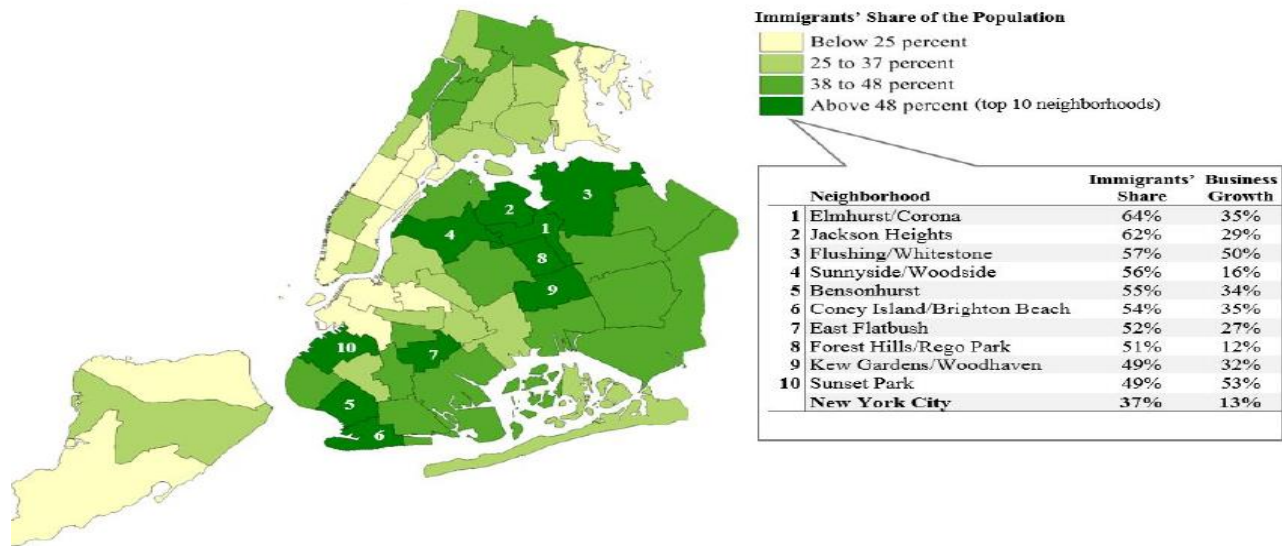 Immigrants' Share of the Population
Below 25 percent
25 to 37 percent
38 to 48 percent
Above 48 percent (top 10 neighborhoods)
Neighborhood Immigrants' Share Business Growth
1 Elmhurst/Corona 64% 35%
2 Jackson Heights 62% 29%
3 Flushing/Whitestone 57% 50%
4 Sunnyside/Woodside 56% 16%
5 Bensonhurst 55% 34%
6 Coney Island/Brighton Beach 54% 35%
7 East Flatbush 52% 27%
8 Forest Hills/Rego Park 51% 12%
9 Kew Gardens/Woodhaven 49% 32%
10 Sunset Park 49% 53%
New York City 37% 13%
3
2
1
4
8
9
10
7
5
6